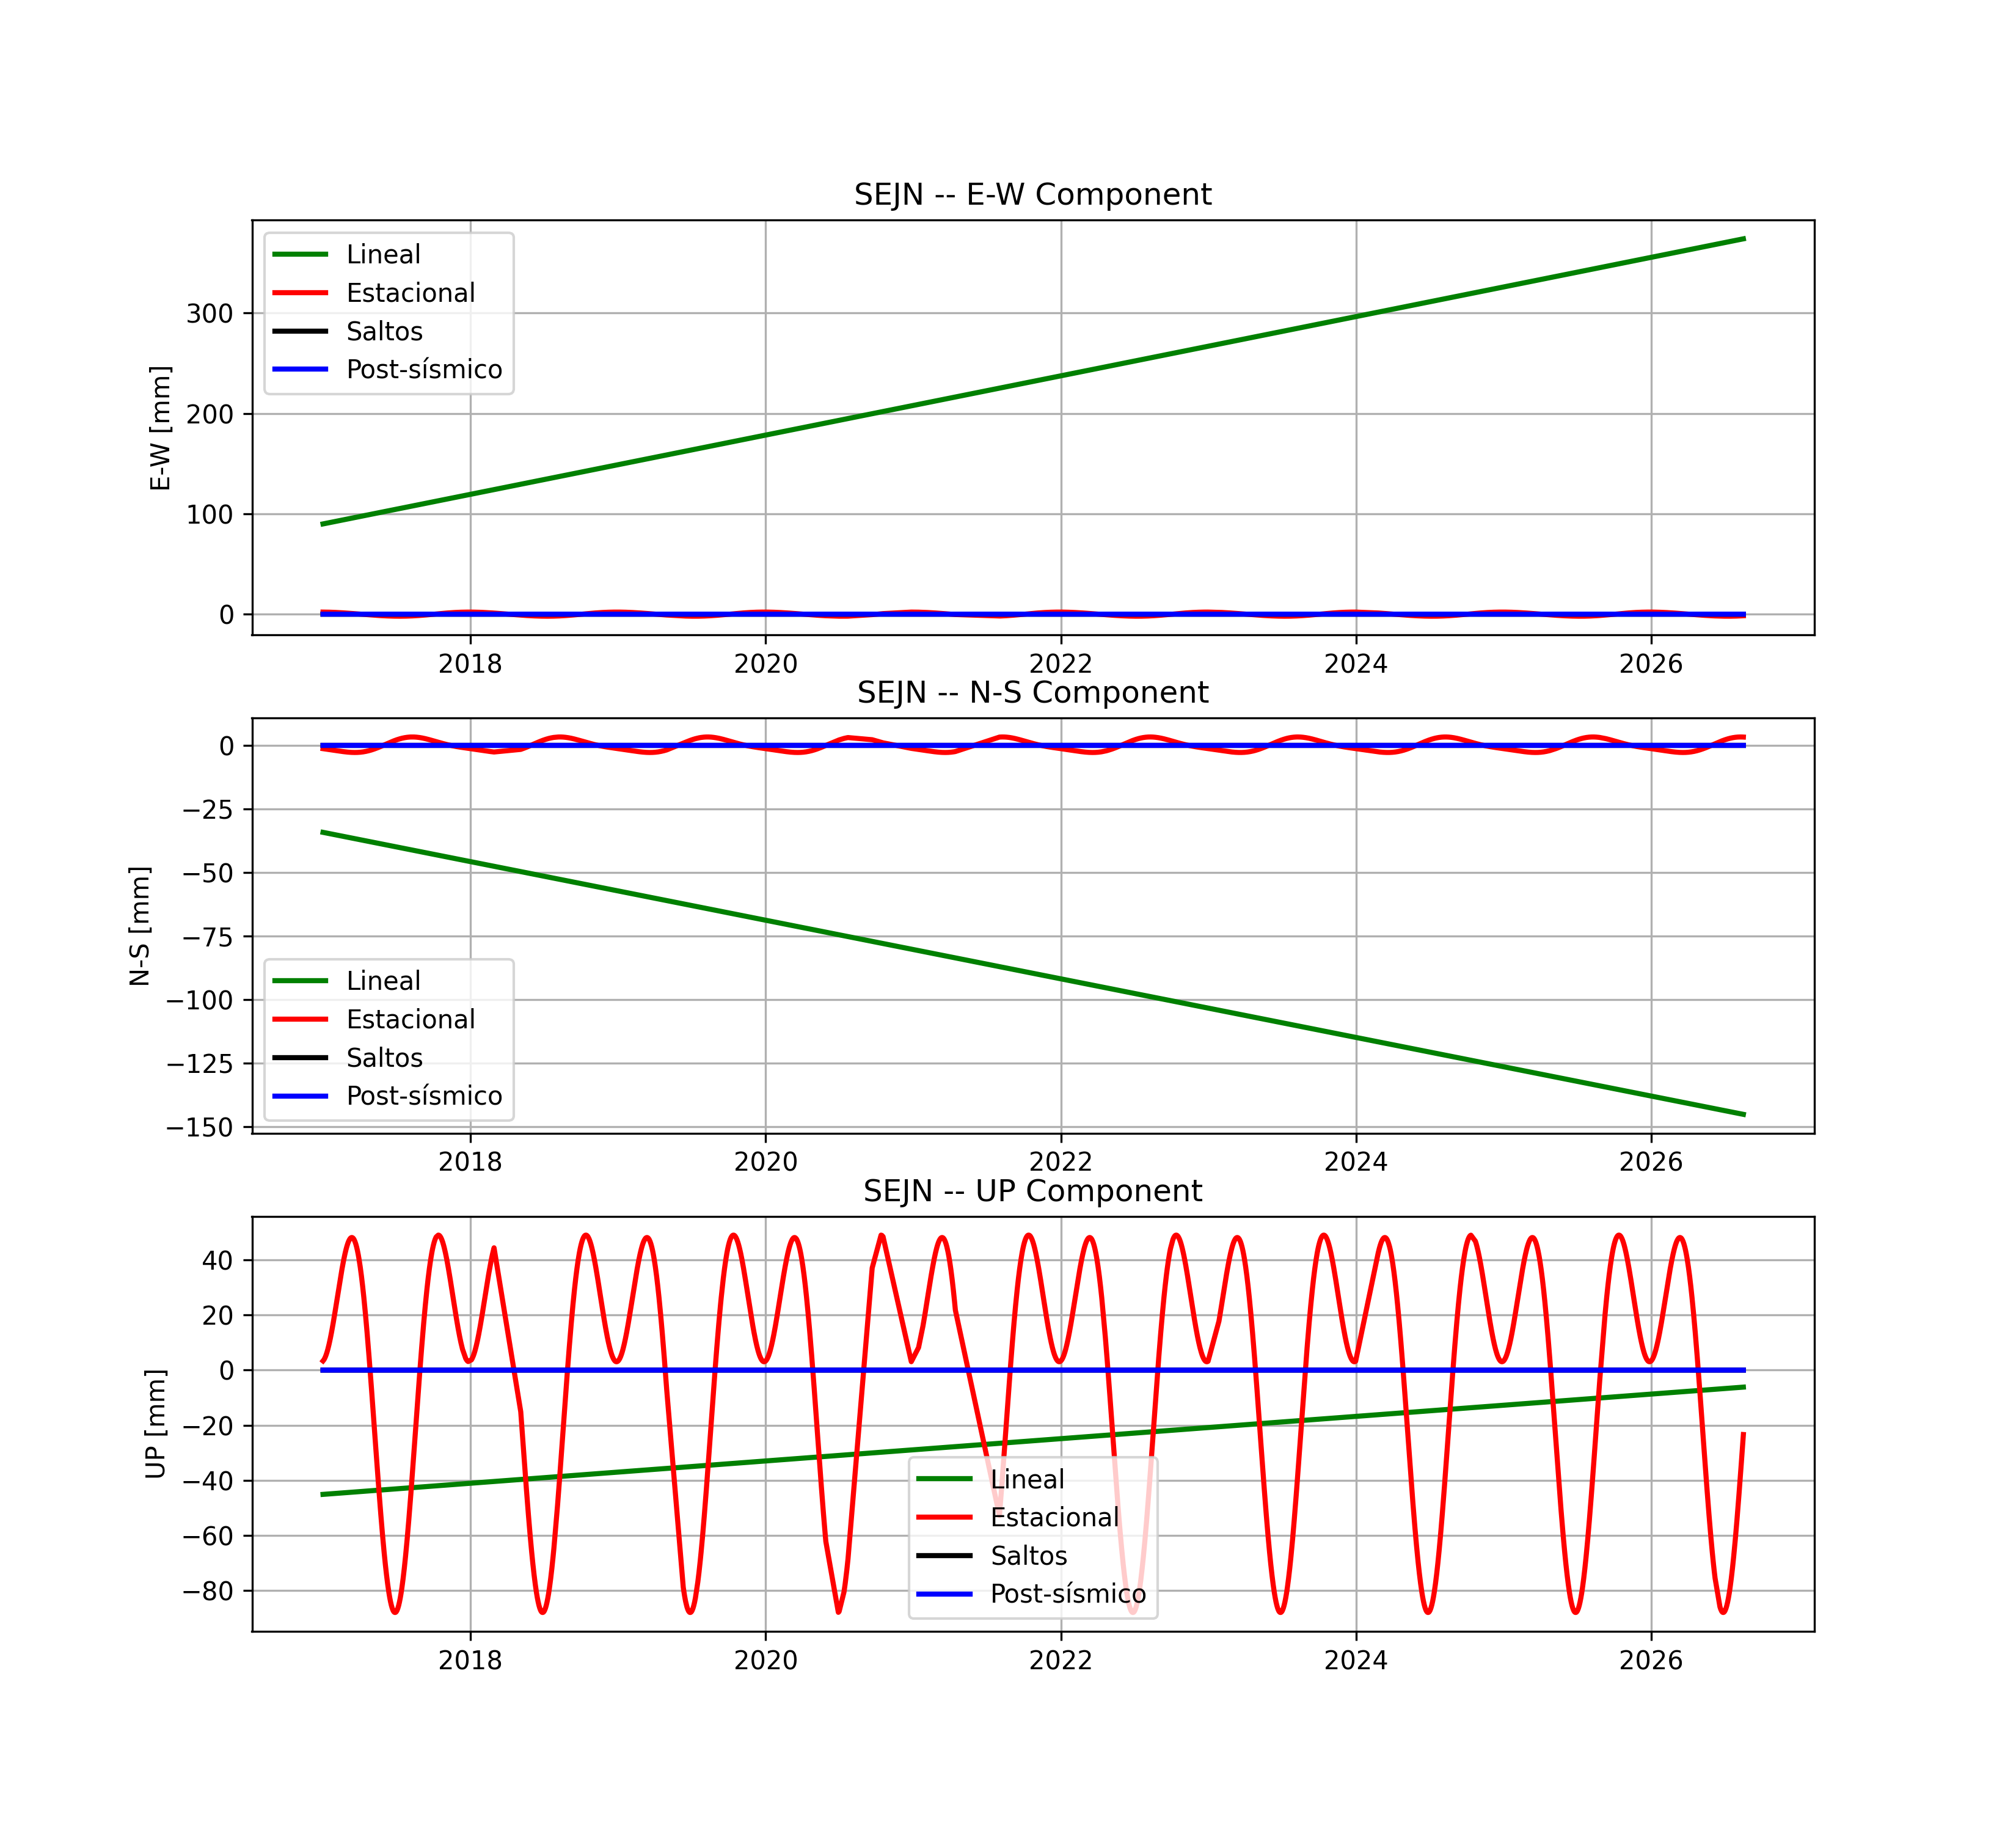 SEJN -- E-W Component
Lineal
Estacional
Saltos
Post-sísmico
E-W [mm]
300
200
100
0
2018 2020 2022 2024 2026
SEJN -- N-S Component
N-S [mm]
0
−25
−50
−75
−100
−125
−150
Lineal
Estacional
Saltos
Post-sísmico
2018 2020 2022 2024 2026
SEJN -- UP Component
UP [mm]
40
20
0
−20
−40
−60
−80
Lineal
Estacional
Saltos
Post-sísmico
2018 2020 2022 2024 2026